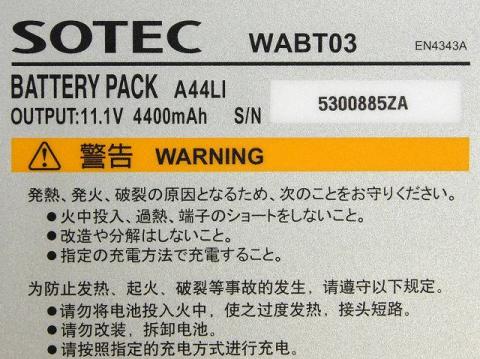 SOTEC WABT03 EN4343A
BATTERY PACK A44LI
OUTPUT:11.1V 4400mAh S/N 5300885ZA
警告 WARNING
発熱、発火、破裂の原因となるため、次のことをお守りください。
●火中投入、過熱、端子のショートをしないこと。
●改造や分解はしないこと。
●指定の充電方法で充電すること。
为防止发热、起火、破裂等事故的发生，请遵守以下规定。
●请勿将电池投入火中，使之过度发热，接头短路。
●请勿改装，拆卸电池。
●请按照指定的充电方式进行充电。